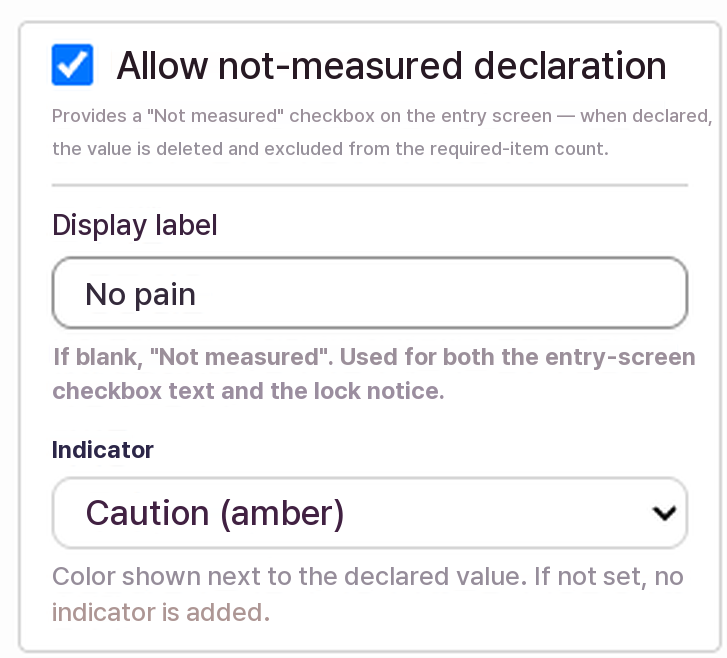 Allow not-measured declaration
Provides a "Not measured" checkbox on the entry screen — when declared,
the value is deleted and excluded from the required-item count.
Display label
No pain
If blank, "Not measured". Used for both the entry-screen
checkbox text and the lock notice.
Indicator
Caution (amber)
Color shown next to the declared value. If not set, no
indicator is added.